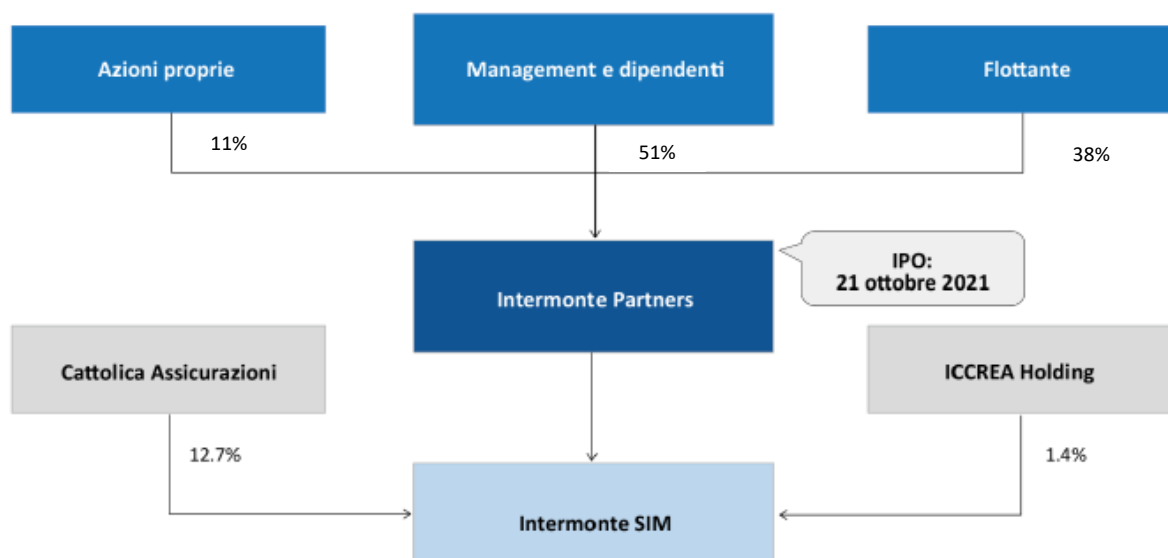 Azioni proprie
Management e dipendenti
Flottante
11%
51%
38%
IPO:
21 ottobre 2021
Intermonte Partners
Cattolica Assicurazioni
ICCREA Holding
12.7%
1.4%
Intermonte SIM